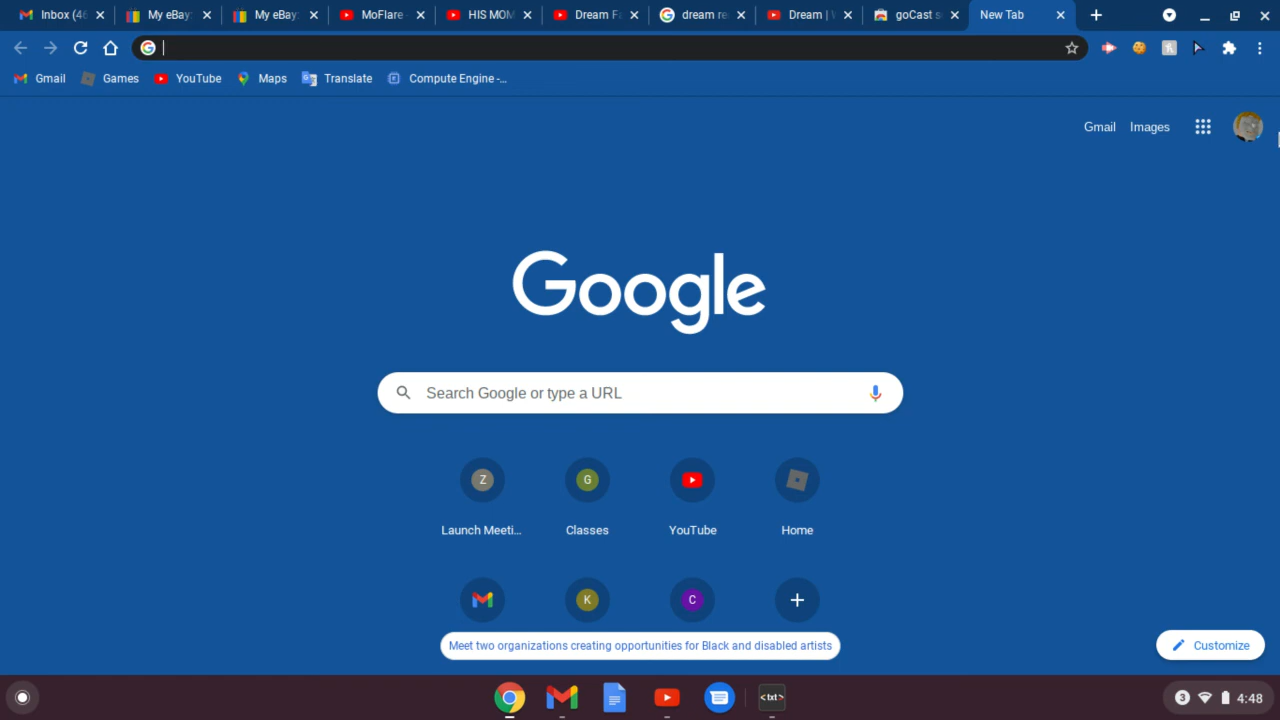 Inbox (46
My eBay:
My eBay:
MoFlare -
HIS MOM
Dream Fa
dream re
Dream | W
goCast s
New Tab
Gmail
Games
YouTube
Maps
Translate
Compute Engine -...
Gmail
Images
Google
Search Google or type a URL
Z
G
Launch Meeti...
Classes
YouTube
Home
K
C
Meet two organizations creating opportunities for Black and disabled artists
Customize
<txt>
3
4:48